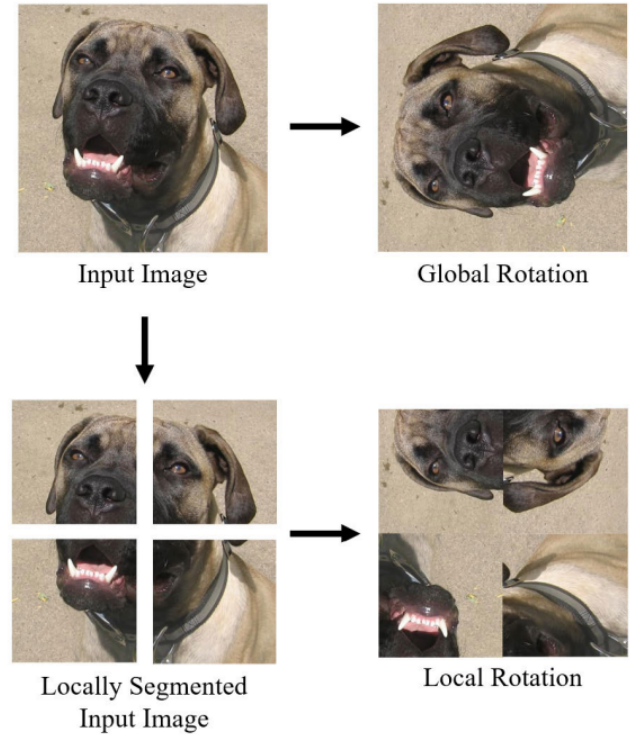 Input Image
Global Rotation
Locally Segmented
Input Image
Local Rotation